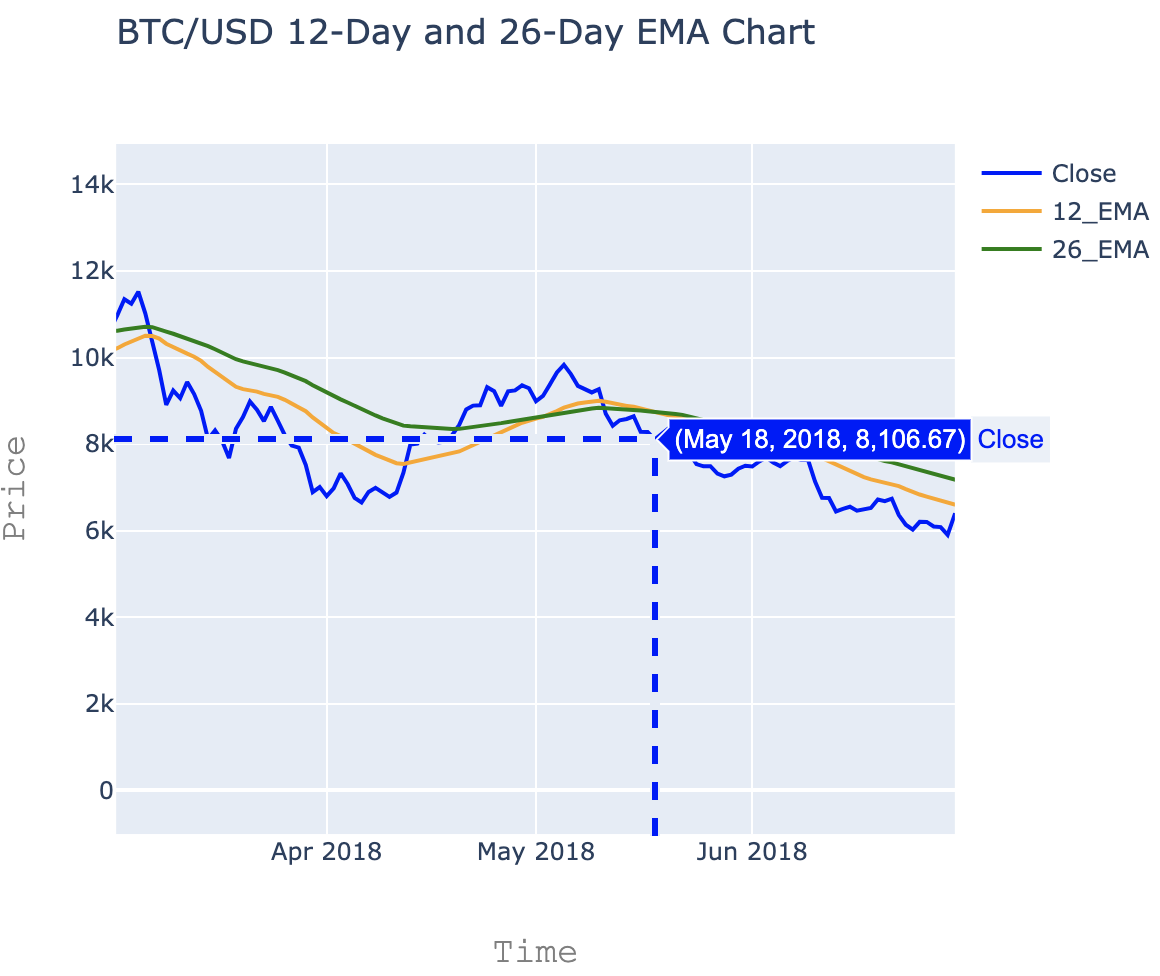 BTC/USD 12-Day and 26-Day EMA Chart
Close
12_EMA
26_EMA
14k
12k
10k
8k
6k
4k
2k
0
(May 18, 2018, 8,106.67) Close
Apr 2018 May 2018 Jun 2018
Price
Time